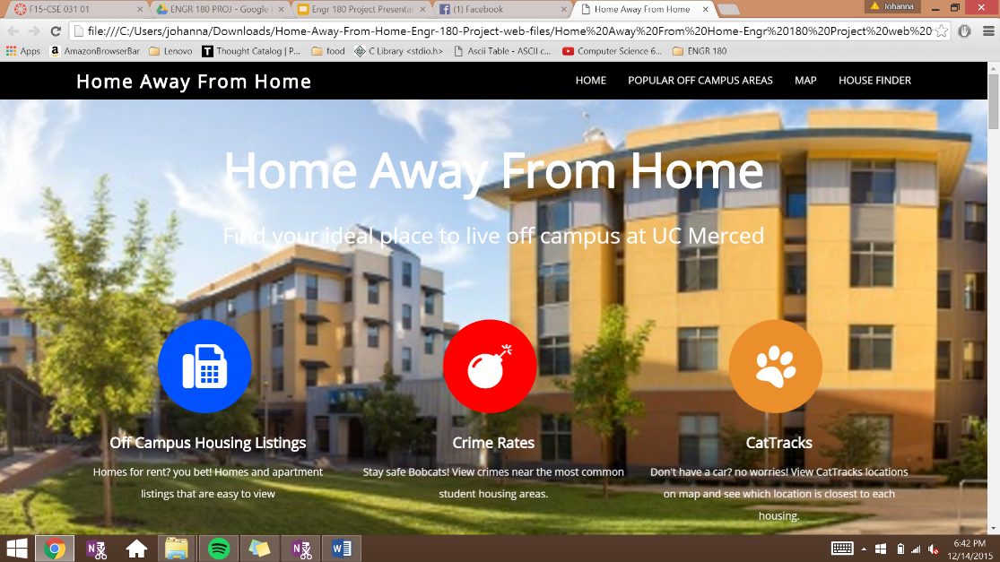 F15-CSE 031 01
ENGR 180 PROJ - Google
Engr 180 Project Presentat
(1) Facebook
Home Away From Home
Johanna
file:///C:/Users/johanna/Downloads/Home-Away-From-Home-Engr-180-Project-web-files/Home%20Away%20From%20Home-Engr%20180%20Project%20web%20
Apps AmazonBrowserBar Lenovo Thought Catalog | P... food C Library <stdio.h> Ascii Table - ASCII c... Computer Science 6... ENGR 180
Home Away From Home
HOME POPULAR OFF CAMPUS AREAS MAP HOUSE FINDER
Home Away From Home
Find your ideal place to live off campus at UC Merced
Off Campus Housing Listings
Homes for rent? you bet! Homes and apartment
listings that are easy to view
Crime Rates
Stay safe Bobcats! View crimes near the most common
student housing areas.
CatTracks
Don't have a car? no worries! View CatTracks locations
on map and see which location is closest to each
housing.
6:42 PM
12/14/2015